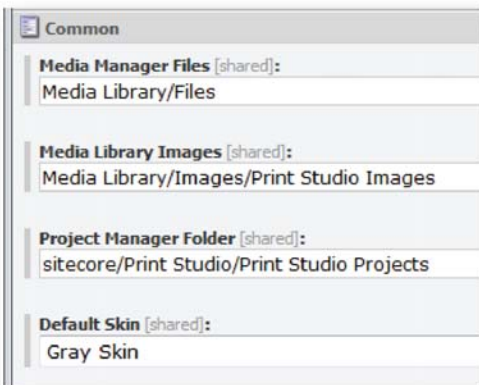 Common
Media Manager Files [shared]:
Media Library/Files
Media Library Images [shared]:
Media Library/Images/Print Studio Images
Project Manager Folder [shared]:
sitecore/Print Studio/Print Studio Projects
Default Skin [shared]:
Gray Skin